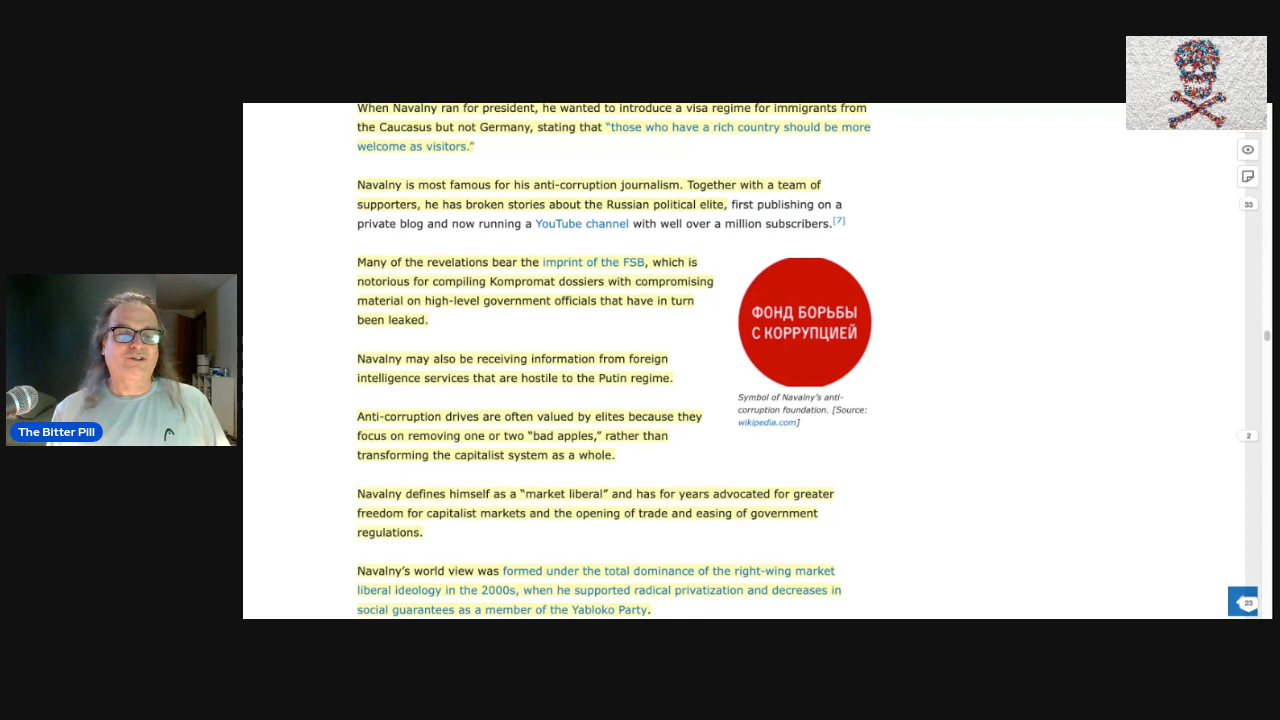 When Navalny ran for president, he wanted to introduce a visa regime for immigrants from
the Caucasus but not Germany, stating that “those who have a rich country should be more
welcome as visitors.”
Navalny is most famous for his anti-corruption journalism. Together with a team of
supporters, he has broken stories about the Russian political elite, first publishing on a
private blog and now running a YouTube channel with well over a million subscribers.[7]
33
Many of the revelations bear the imprint of the FSB, which is
notorious for compiling Kompromat dossiers with compromising
material on high-level government officials that have in turn
been leaked.
Navalny may also be receiving information from foreign
intelligence services that are hostile to the Putin regime.
Anti-corruption drives are often valued by elites because they
focus on removing one or two “bad apples,” rather than
transforming the capitalist system as a whole.
ФОНД БОРЬБЫ
С КОРРУПЦИЕЙ
Symbol of Navalny’s anti-
corruption foundation. [Source:
wikipedia.com]
2
Navalny defines himself as a “market liberal” and has for years advocated for greater
freedom for capitalist markets and the opening of trade and easing of government
regulations.
Navalny’s world view was formed under the total dominance of the right-wing market
liberal ideology in the 2000s, when he supported radical privatization and decreases in
social guarantees as a member of the Yabloko Party.
23
The Bitter Pill